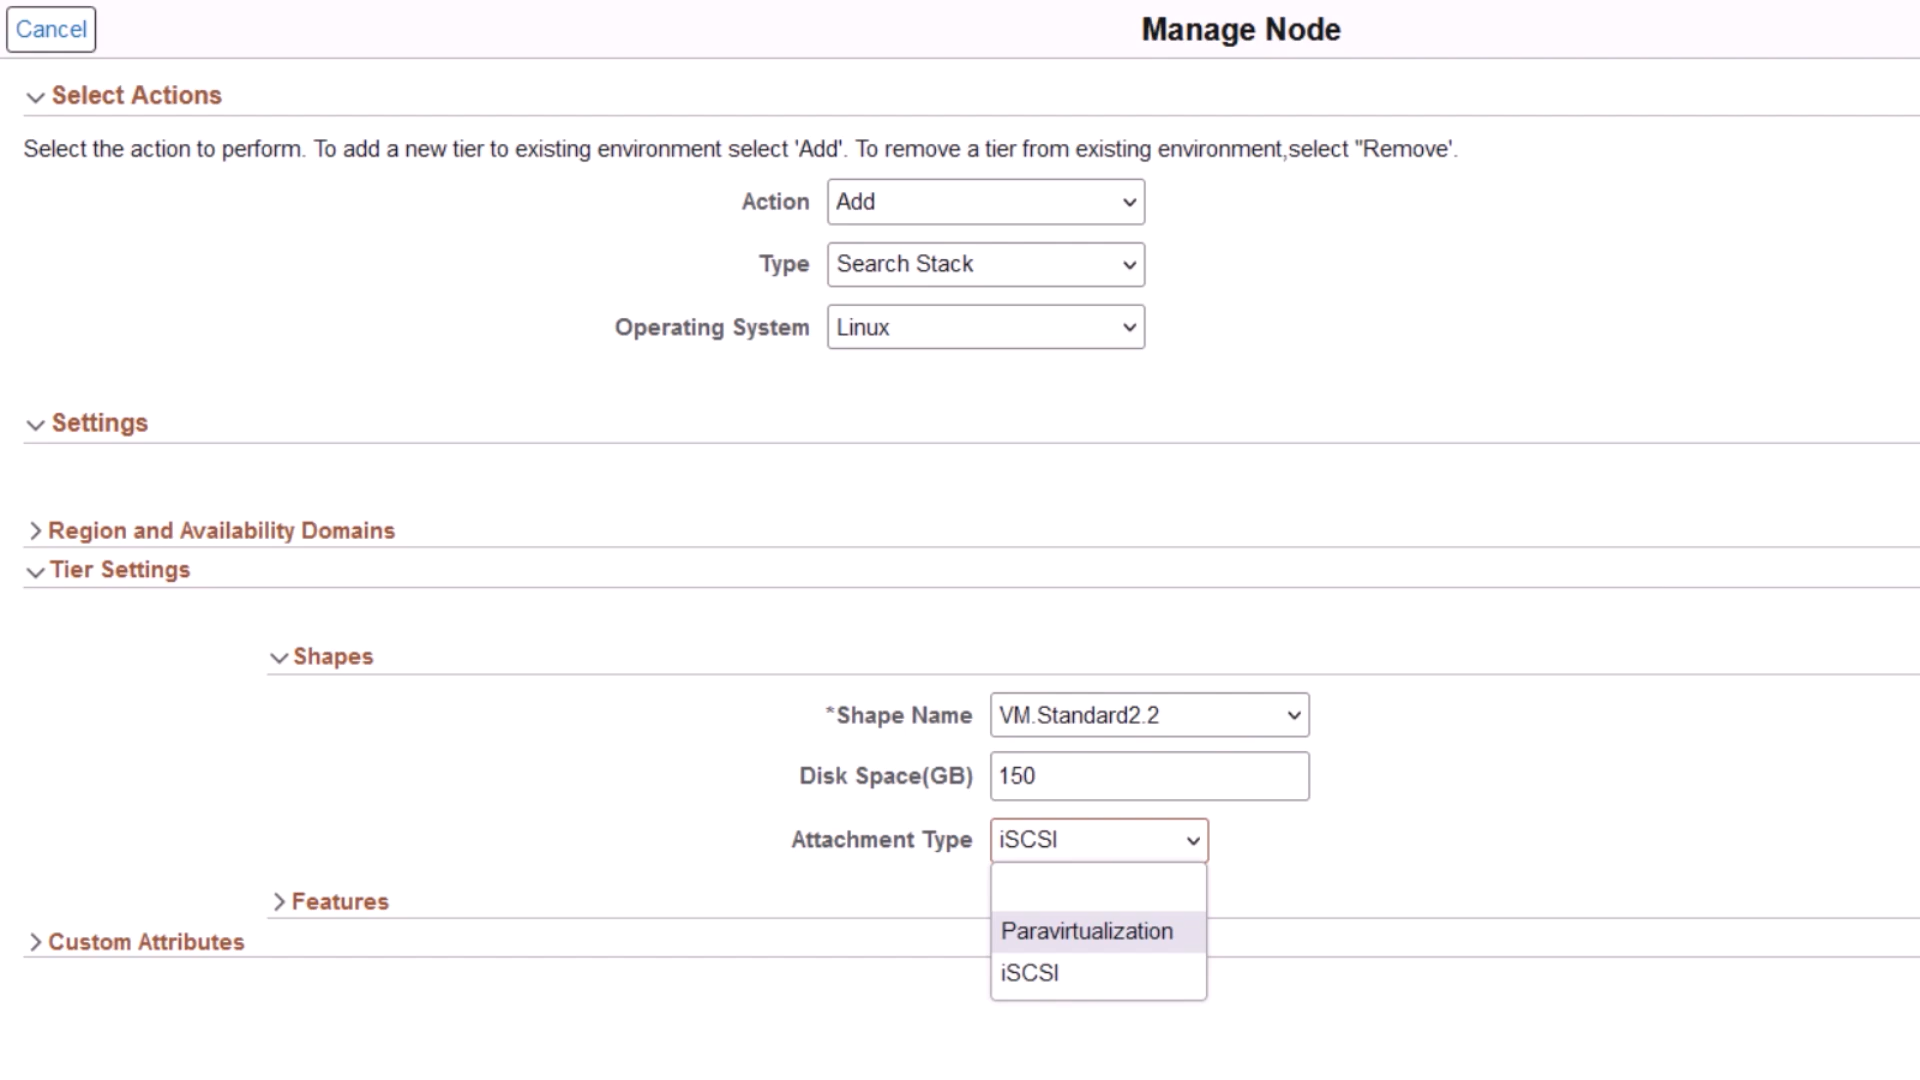 Cancel
Manage Node
Select Actions
Select the action to perform. To add a new tier to existing environment select 'Add'. To remove a tier from existing environment,select "Remove'.
Action Add
Type Search Stack
Operating System Linux
Settings
Region and Availability Domains
Tier Settings
Shapes
*Shape Name VM.Standard2.2
Disk Space(GB) 150
Attachment Type iSCSI
Features
Paravirtualization
Custom Attributes
iSCSI